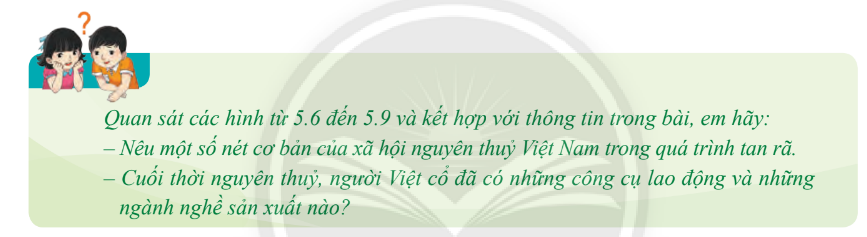 ?
Quan sát các hình từ 5.6 đến 5.9 và kết hợp với thông tin trong bài, em hãy:
– Nêu một số nét cơ bản của xã hội nguyên thuỷ Việt Nam trong quá trình tan rã.
– Cuối thời nguyên thuỷ, người Việt cổ đã có những công cụ lao động và những
ngành nghề sản xuất nào?